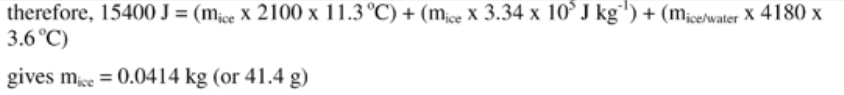 therefore, 15400 J = (mice x 2100 x 11.3 °C) + (mice x 3.34 x 10⁵ J kg⁻¹) + (mice/water x 4180 x
3.6 °C)
gives mice = 0.0414 kg (or 41.4 g)